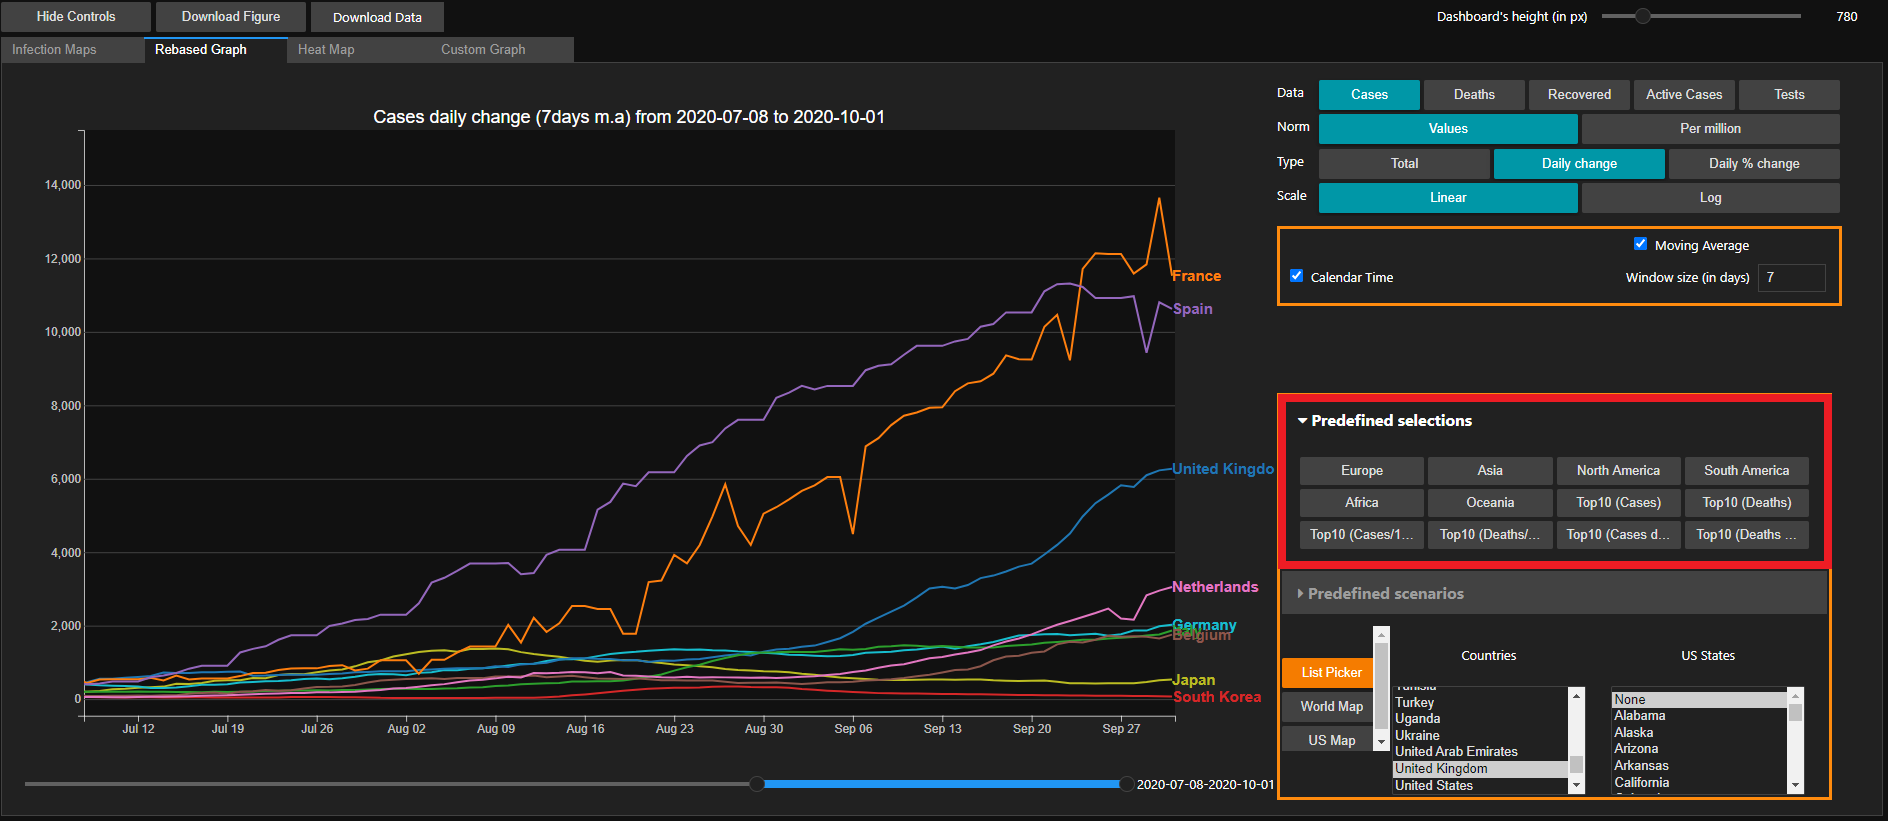 Hide Controls
Download Figure
Download Data
Dashboard's height (in px)
780
Infection Maps
Rebased Graph
Heat Map
Custom Graph
Cases daily change (7days m.a) from 2020-07-08 to 2020-10-01
14,000
12,000
10,000
8,000
6,000
4,000
2,000
0
France
Spain
United Kingdo
Netherlands
Germany
Belgium
Japan
South Korea
Jul 12
Jul 19
Jul 26
Aug 02
Aug 09
Aug 16
Aug 23
Aug 30
Sep 06
Sep 13
Sep 20
Sep 27
2020-07-08-2020-10-01
Data
Cases
Deaths
Recovered
Active Cases
Tests
Norm
Values
Per million
Type
Total
Daily change
Daily % change
Scale
Linear
Log
Moving Average
Calendar Time
Window size (in days)
7
Predefined selections
Europe
Asia
North America
South America
Africa
Oceania
Top10 (Cases)
Top10 (Deaths)
Top10 (Cases/1...
Top10 (Deaths/...
Top10 (Cases d...
Top10 (Deaths ...
Predefined scenarios
List Picker
World Map
US Map
Countries
Tunisia
Turkey
Uganda
Ukraine
United Arab Emirates
United Kingdom
United States
US States
None
Alabama
Alaska
Arizona
Arkansas
California